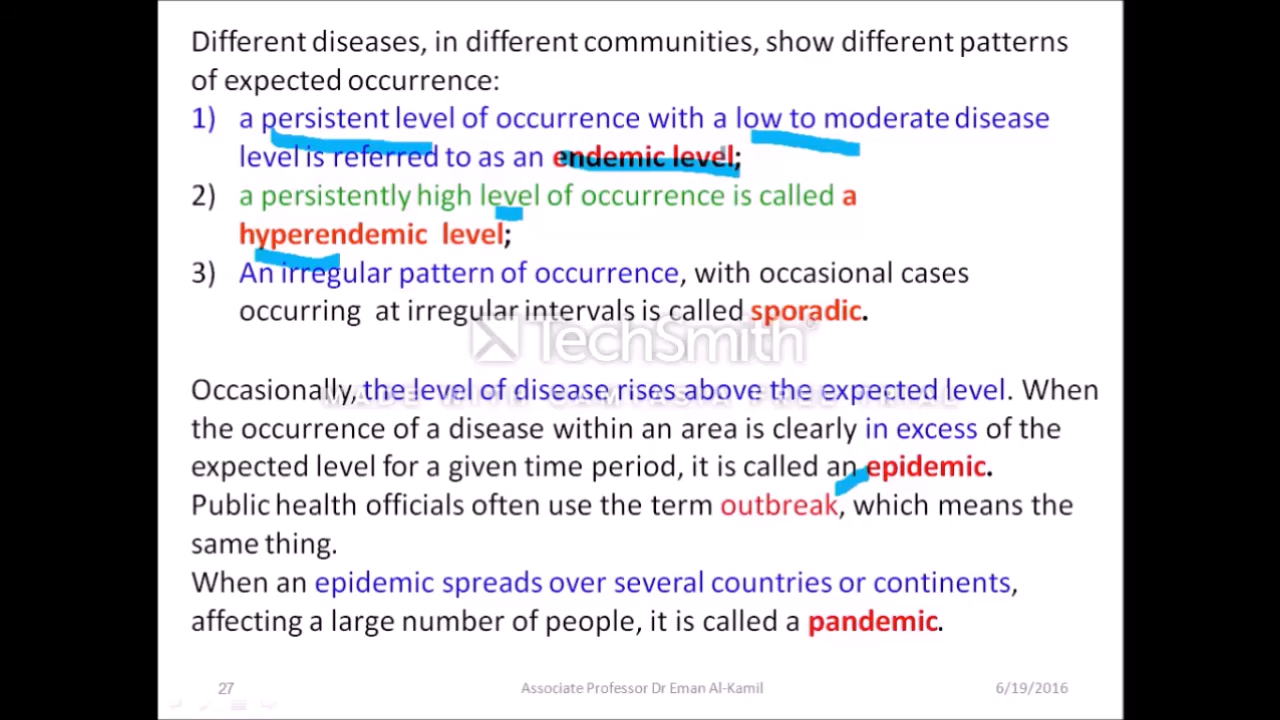 Different diseases, in different communities, show different patterns
of expected occurrence:
1) a persistent level of occurrence with a low to moderate disease
level is referred to as an endemic level;
2) a persistently high level of occurrence is called a
hyperendemic level;
3) An irregular pattern of occurrence, with occasional cases
occurring at irregular intervals is called sporadic.
TechSmith
Occasionally, the level of disease rises above the expected level. When
MADE WITH CAMTASIA FREE TRIAL
the occurrence of a disease within an area is clearly in excess of the
expected level for a given time period, it is called an epidemic.
Public health officials often use the term outbreak, which means the
same thing.
When an epidemic spreads over several countries or continents,
affecting a large number of people, it is called a pandemic.
27 Associate Professor Dr Eman Al-Kamil 6/19/2016